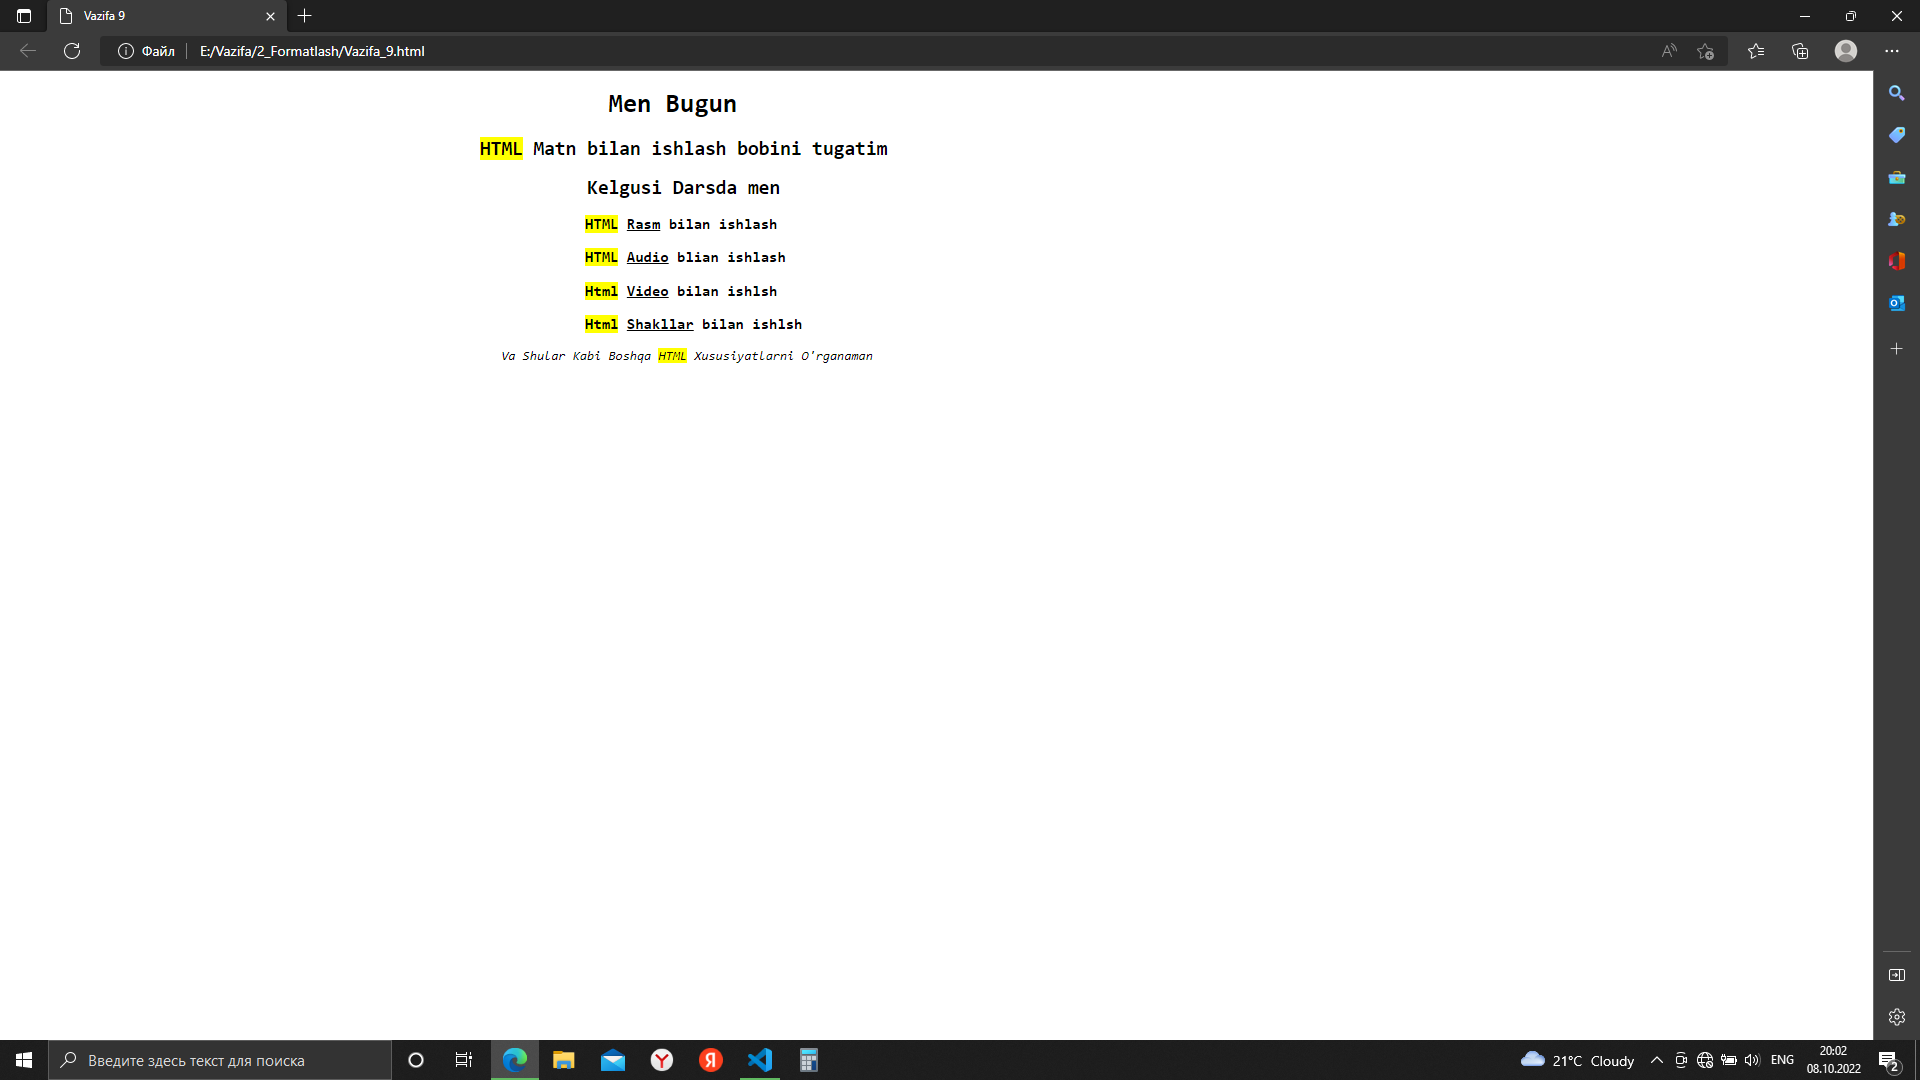 Vazifa 9
Файл
E:/Vazifa/2_Formatlash/Vazifa_9.html
Men Bugun
HTML Matn bilan ishlash bobini tugatim
Kelgusi Darsda men
HTML Rasm bilan ishlash
HTML Audio blian ishlash
Html Video bilan ishlsh
Html Shakllar bilan ishlsh
Va Shular Kabi Boshqa HTML Xususiyatlarni O'rganaman
Введите здесь текст для поиска
21°C Cloudy
ENG
20:02
08.10.2022
2